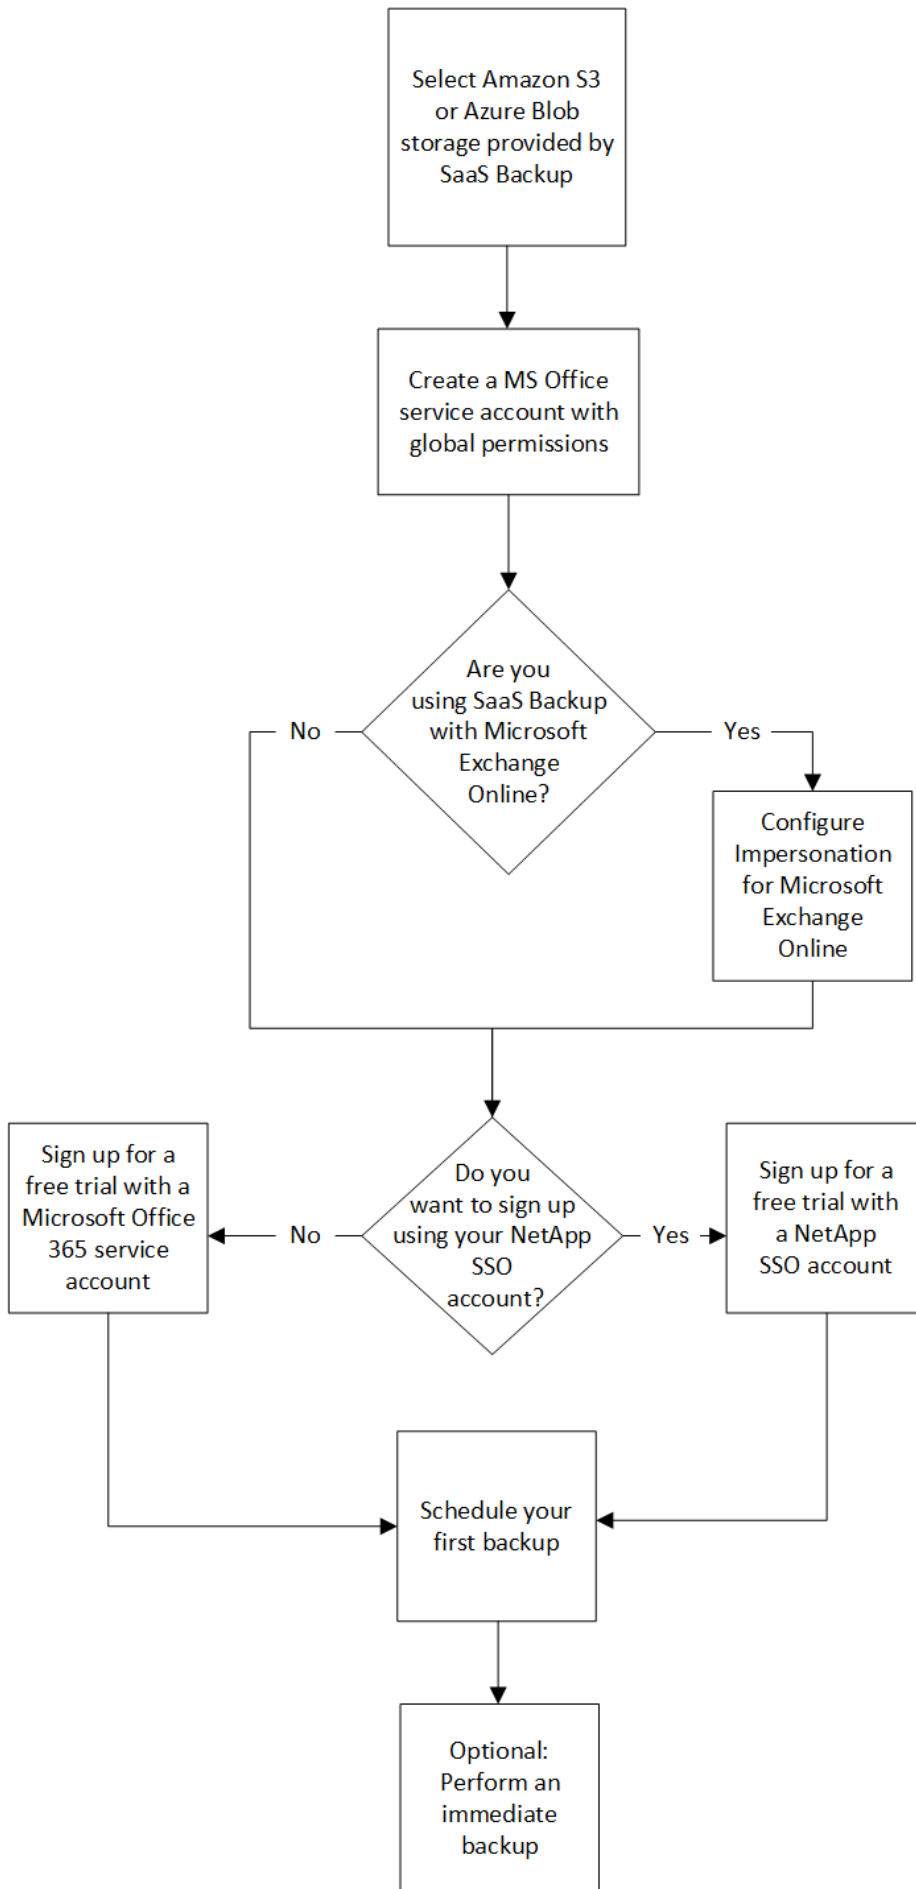 Select Amazon S3
or Azure Blob
storage provided by
SaaS Backup
Create a MS Office
service account with
global permissions
Are you
using SaaS Backup
with Microsoft
Exchange
Online?
No
Yes
Configure
Impersonation
for Microsoft
Exchange
Online
Sign up for a
free trial with a
Microsoft Office
365 service
account
No
Do you
want to sign up
using your NetApp
SSO
account?
Yes
Sign up for a
free trial with
a NetApp
SSO account
Schedule your
first backup
Optional:
Perform an
immediate
backup